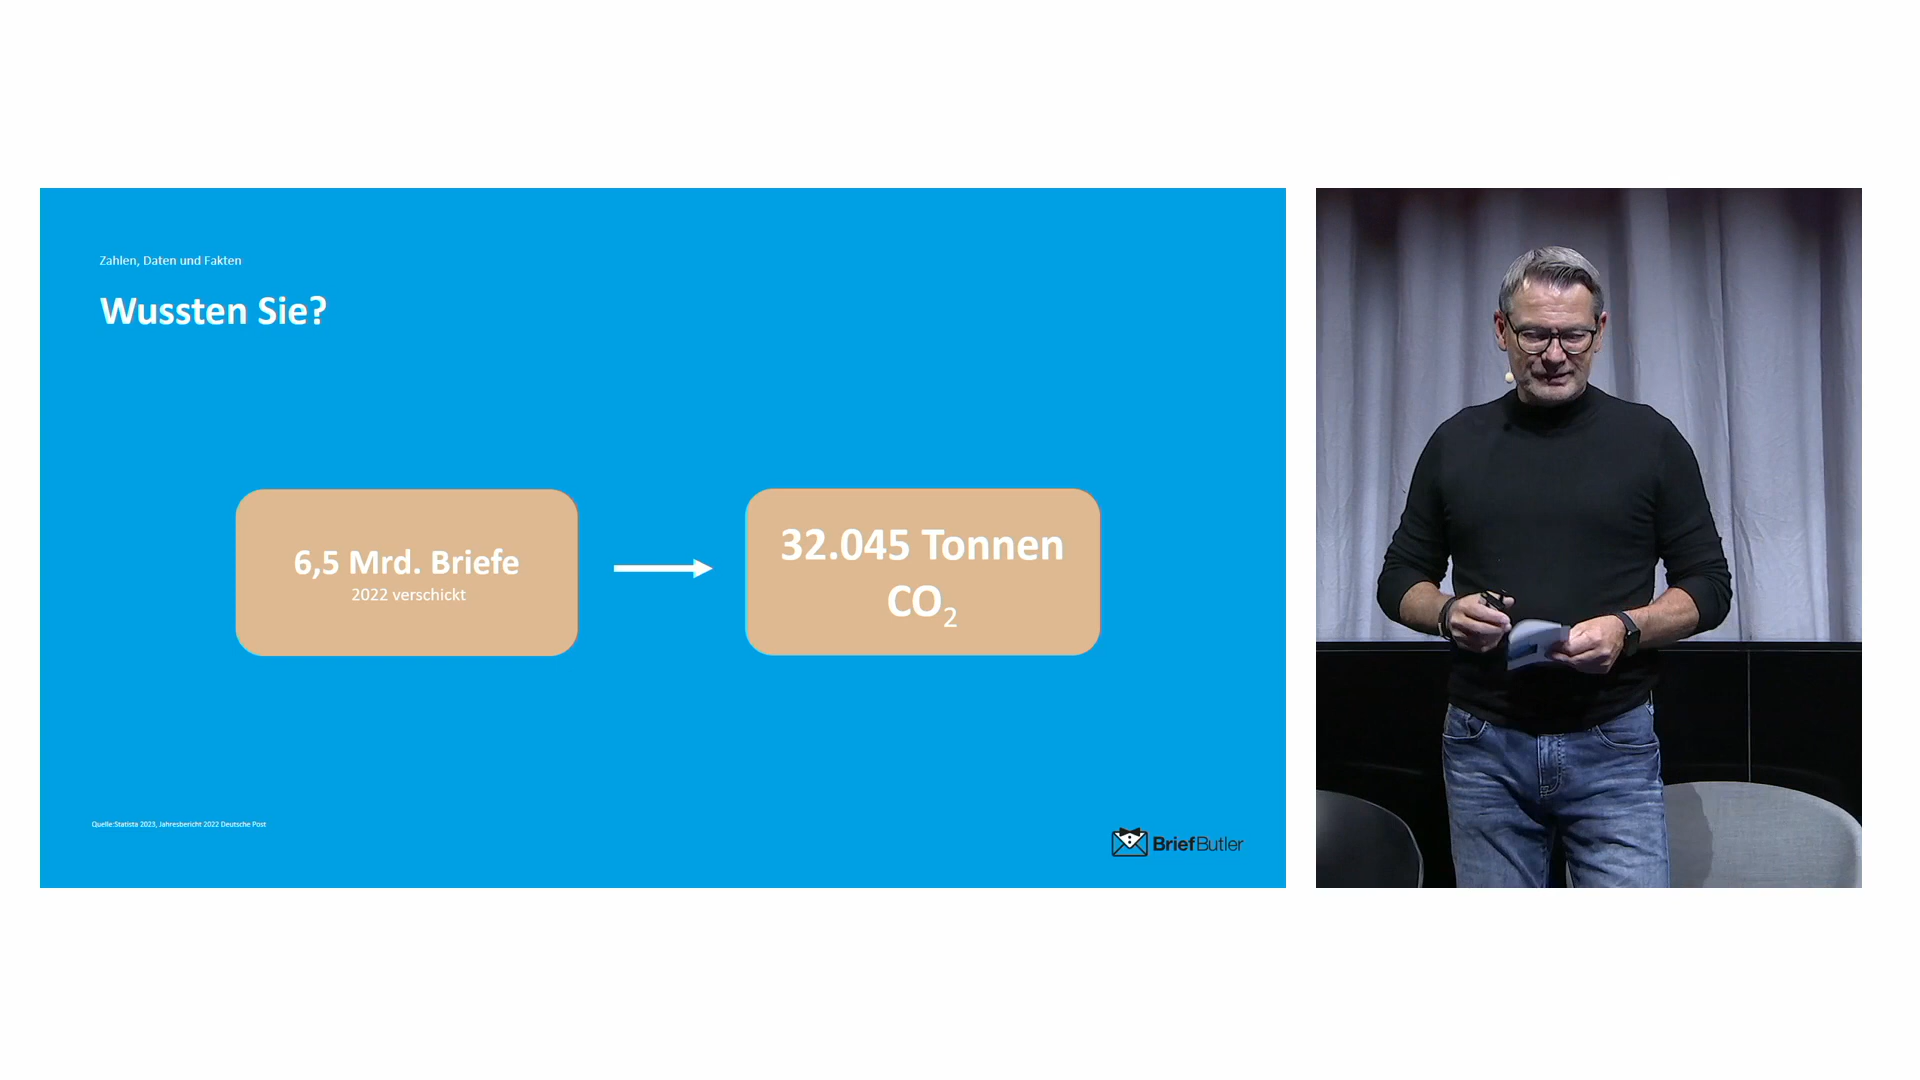 Zahlen, Daten und Fakten
Wussten Sie?
6,5 Mrd. Briefe
2022 verschickt
32.045 Tonnen
CO₂
Quelle:Statista 2023, Jahresbericht 2022 Deutsche Post
BriefButler